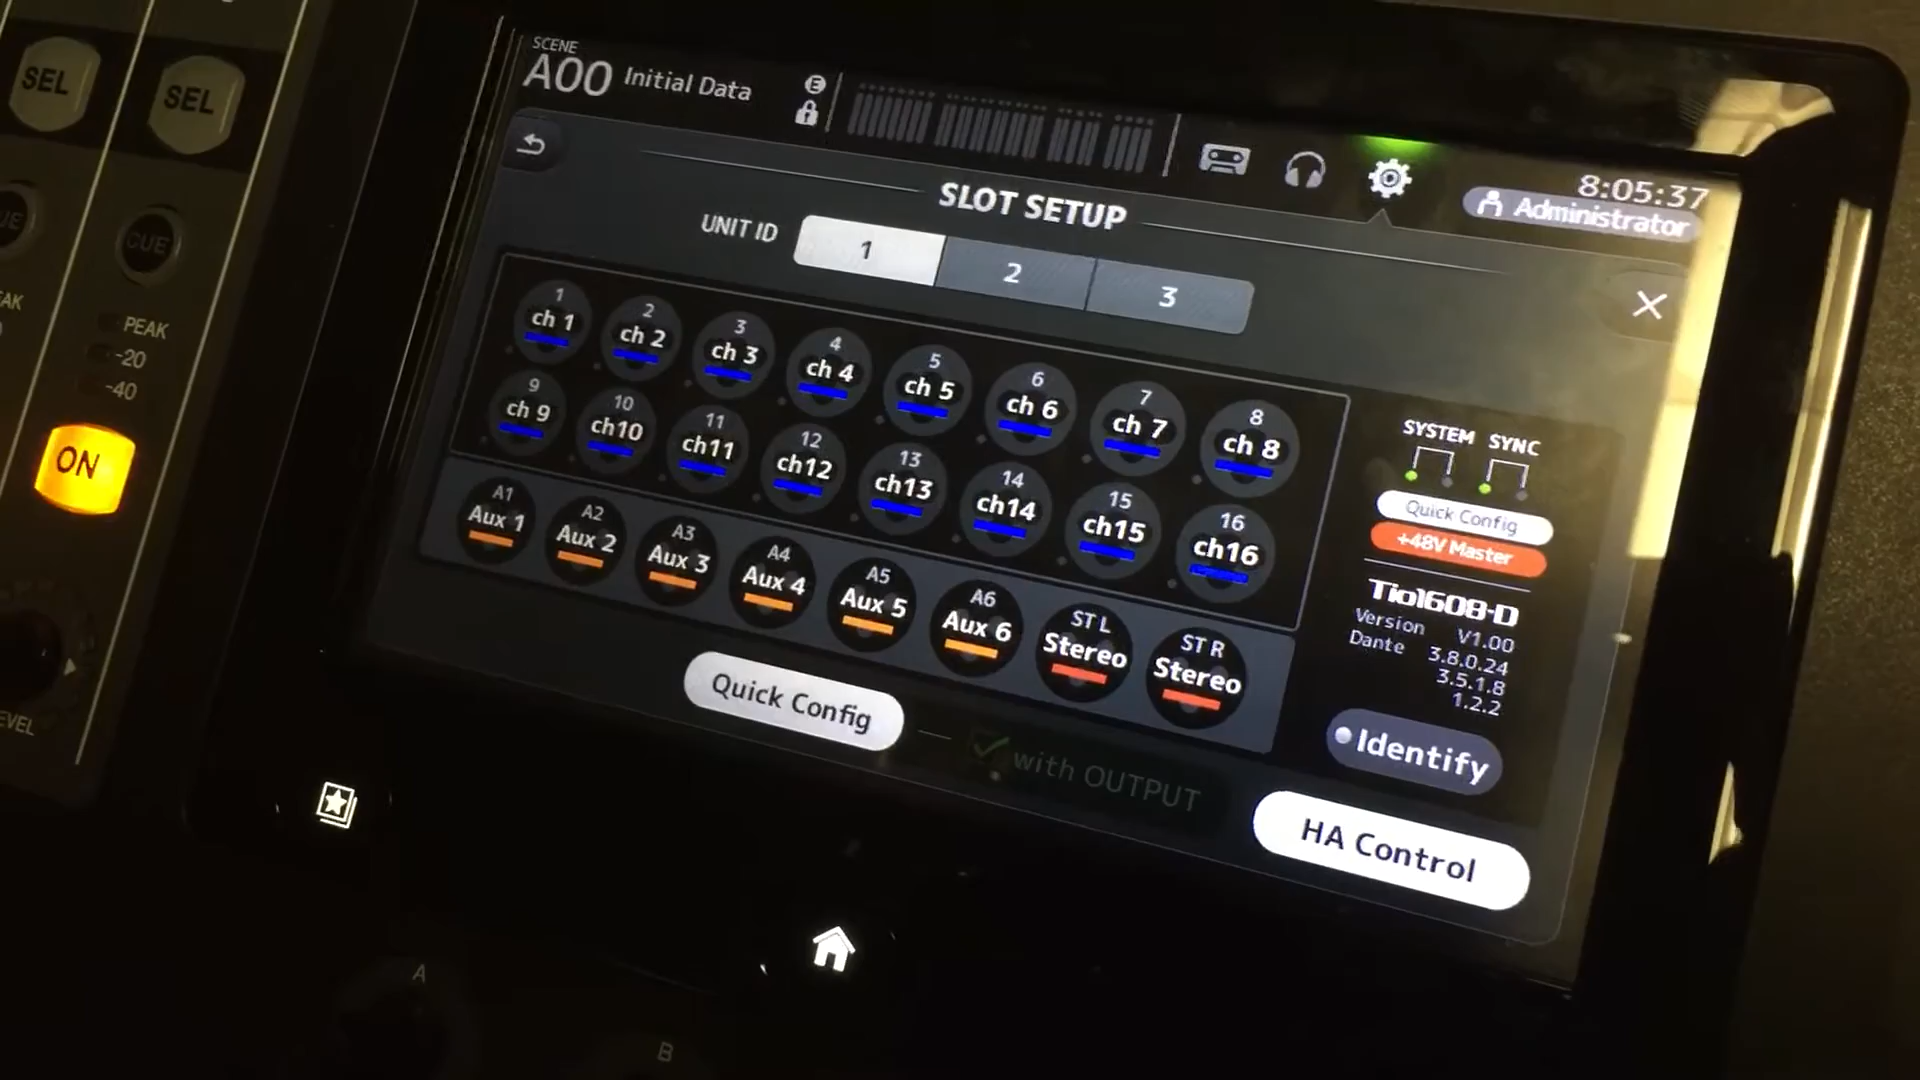 SCENE
A00 Initial Data
E
8:05:37
Administrator
SLOT SETUP
UNIT ID 1 2 3
1 2 3 4 5 6 7 8
ch 1 ch 2 ch 3 ch 4 ch 5 ch 6 ch 7 ch 8
9 10 11 12 13 14 15 16
ch 9 ch10 ch11 ch12 ch13 ch14 ch15 ch16
A1 A2 A3 A4 A5 A6 ST L ST R
Aux 1 Aux 2 Aux 3 Aux 4 Aux 5 Aux 6 Stereo Stereo
SYSTEM SYNC
Quick Config
+48V Master
Tio1608-D
Version V1.00
Dante 3.8.0.24
3.5.1.8
1.2.2
Identify
Quick Config
with OUTPUT
HA Control
SEL SEL
CUE
PEAK
-20
-40
ON
A
B